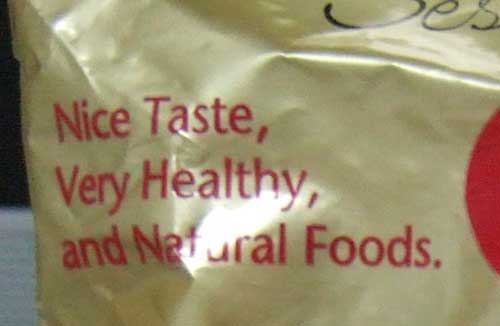 Nice Taste,
Very Healthy,
and Natural Foods.